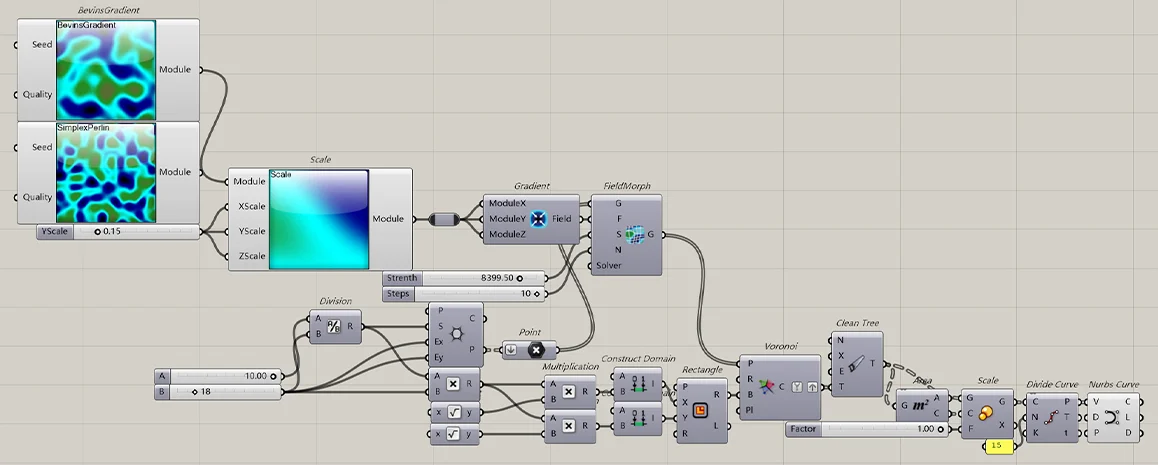 BevinsGradient
BevinsGradient
Seed
Module
Quality
SimplexPerlin
Seed
Module
Quality
YScale 0.15
Scale
Scale
Module
XScale
YScale
ZScale
Module
Gradient
ModuleX
ModuleY
ModuleZ
Field
FieldMorph
G
F
S
N
Solver
G
Strenth 8399.50
Steps 10
Division
A
B
A/B
R
P
S
Ex
Ey
C
P
Point
A 10.00
B 18
A
B
R
x y
x y
Multiplication
A
B
R
A
B
R
Construct Domain
A
B
I
A
B
I
Rectangle
P
X
Y
R
R
L
Voronoi
P
R
B
Pl
C
Clean Tree
N
X
E
T
T
Area
G
m²
A
C
Factor 1.00
Scale
G
C
F
G
X
15
Divide Curve
C
N
K
P
T
t
Nurbs Curve
V
D
P
C
L
D